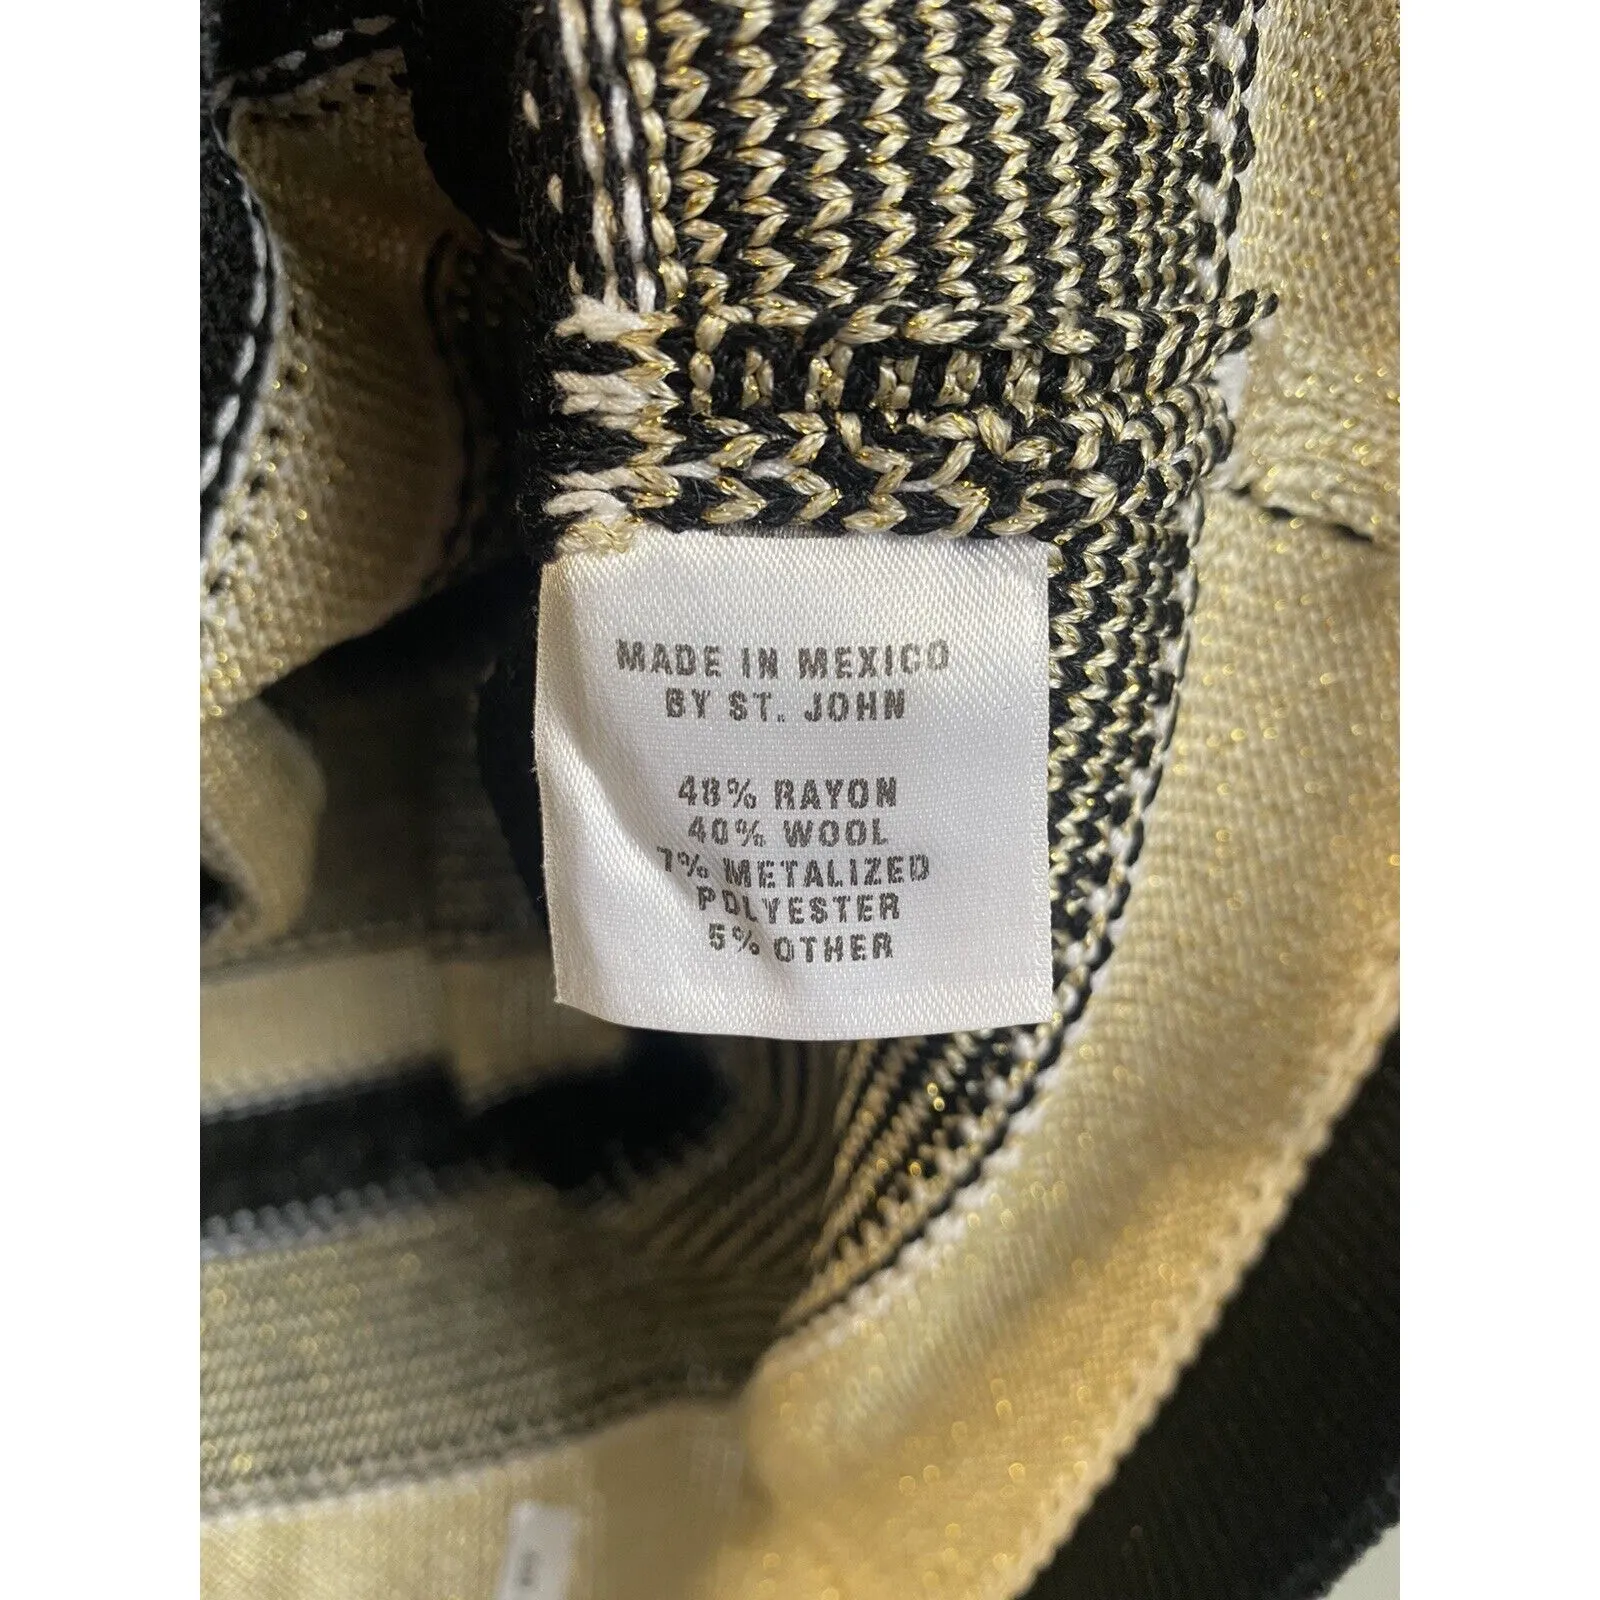 MADE IN MEXICO
BY ST. JOHN
48% RAYON
40% WOOL
7% METALIZED
POLYESTER
5% OTHER